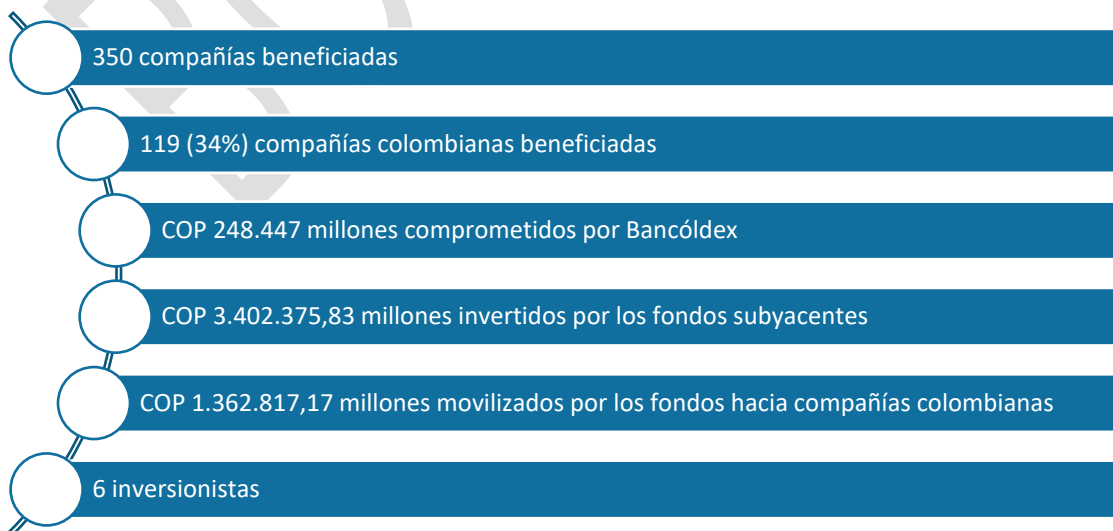 350 compañías beneficiadas
119 (34%) compañías colombianas beneficiadas
COP 248.447 millones comprometidos por Bancóldex
COP 3.402.375,83 millones invertidos por los fondos subyacentes
COP 1.362.817,17 millones movilizados por los fondos hacia compañías colombianas
6 inversionistas